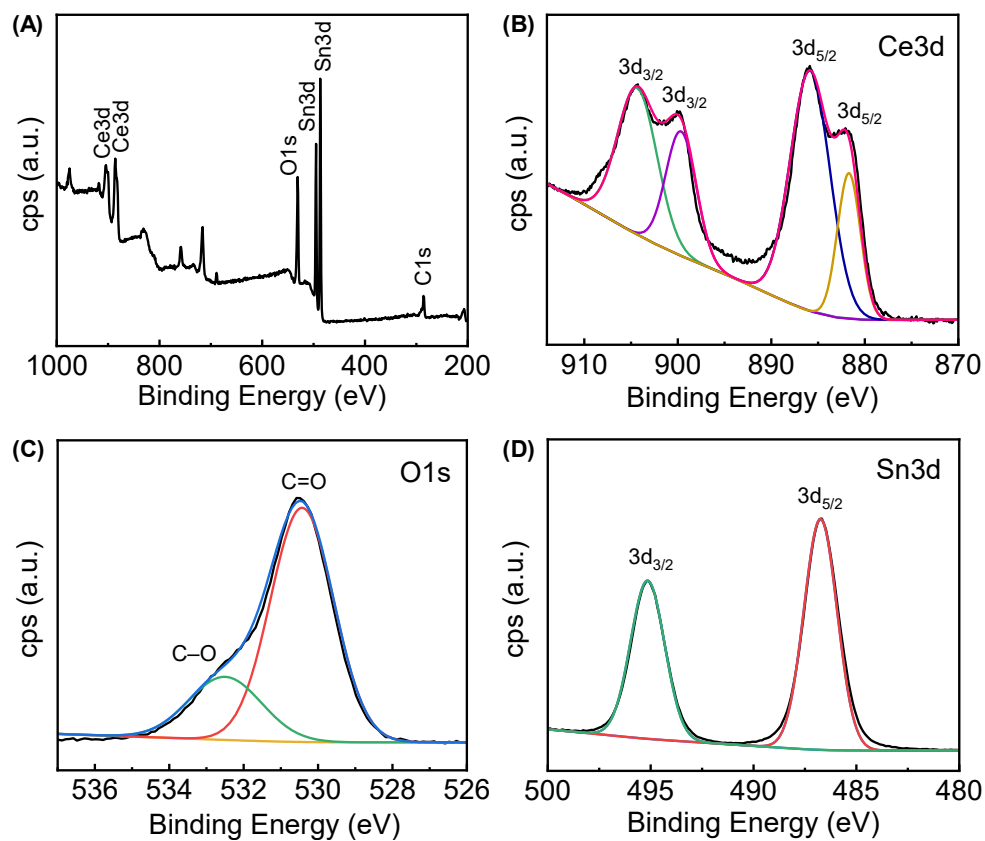 (A)
Ce3d
Ce3d
O1s
Sn3d
Sn3d
C1s
cps (a.u.)
1000 800 600 400 200
Binding Energy (eV)
(B)
Ce3d
3d3/2
3d3/2
3d5/2
3d5/2
cps (a.u.)
910 900 890 880 870
Binding Energy (eV)
(C)
O1s
C=O
C–O
cps (a.u.)
536 534 532 530 528 526
Binding Energy (eV)
(D)
Sn3d
3d3/2
3d5/2
cps (a.u.)
500 495 490 485 480
Binding Energy (eV)